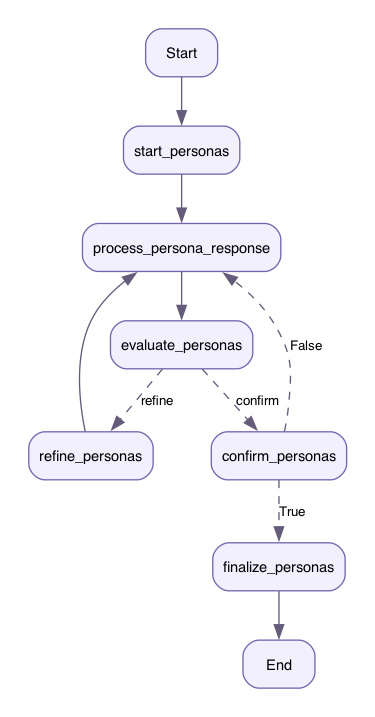 Start
start_personas
process_persona_response
evaluate_personas
False
refine
confirm
refine_personas
confirm_personas
True
finalize_personas
End